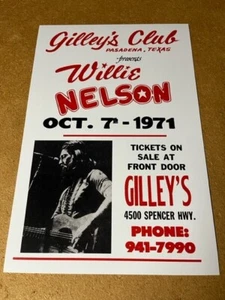 Gilley's Club
PASADENA, TEXAS
-presents
Willie
NELSON
OCT. 7th - 1971
TICKETS ON
SALE AT
FRONT DOOR
GILLEY'S
4500 SPENCER HWY.
PHONE:
941-7990